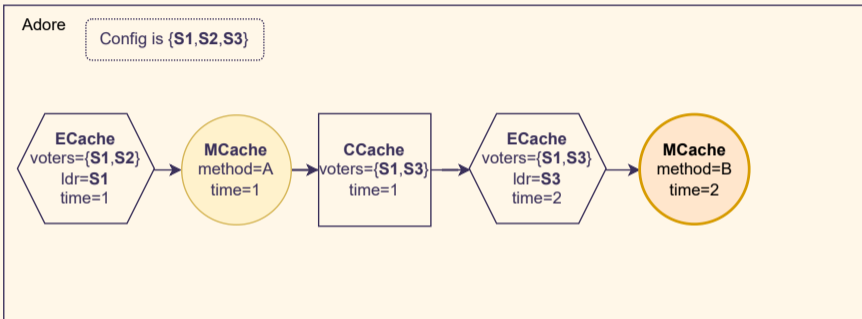 Adore
Config is {S1,S2,S3}
ECache
voters={S1,S2}
ldr=S1
time=1
MCache
method=A
time=1
CCache
voters={S1,S3}
time=1
ECache
voters={S1,S3}
ldr=S3
time=2
MCache
method=B
time=2